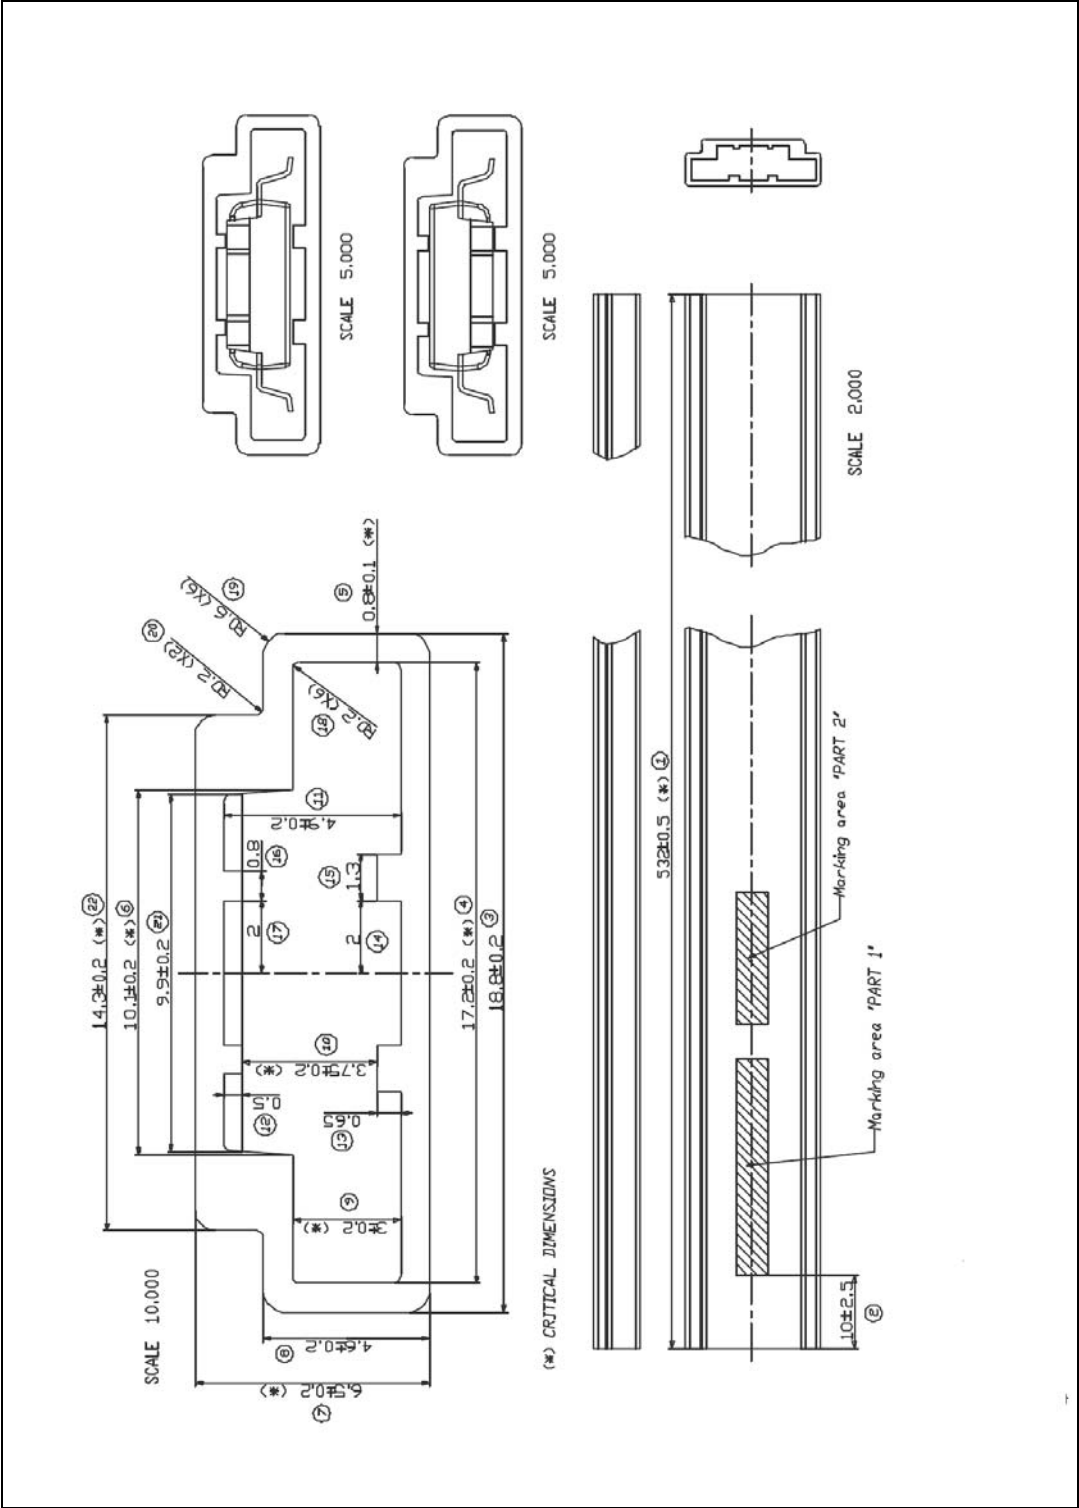 SCALE 5,000
SCALE 5,000
SCALE 2,000
SCALE 10,000
14.3±0.2 (*) 22
10.1±0.2 (*) 6
9.9±0.2 21
R0.2 (X2) 20
R0.6 (X6) 19
R0.2 (X6) 18
0.8±0.1 (*) 5
4.9±0.2 11
0.8 16
1.3 15
2 17
2 14
3.75±0.2 (*) 10
0.5 12
0.65 13
3±0.2 (*) 9
17.2±0.2 (*) 4
18.8±0.2 3
4.6±0.2 8
6.5±0.2 (*) 7
(*) CRITICAL DIMENSIONS
532±0.5 (*) 1
Marking area 'PART 2'
Marking area 'PART 1'
10±2.5 2